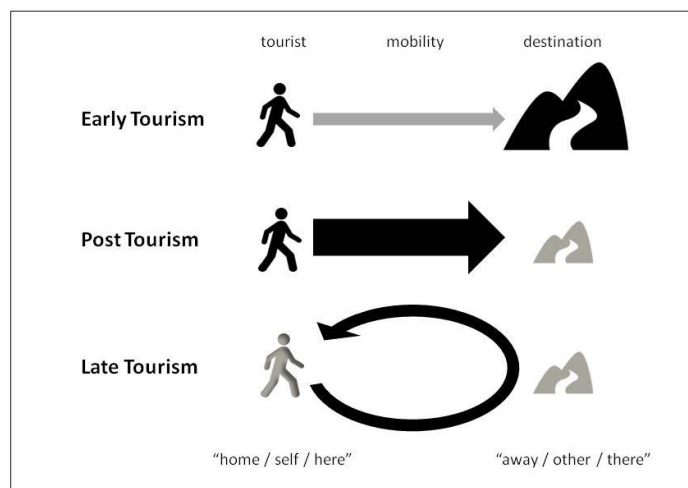 tourist mobility destination
Early Tourism
Post Tourism
Late Tourism
“home / self / here” “away / other / there”